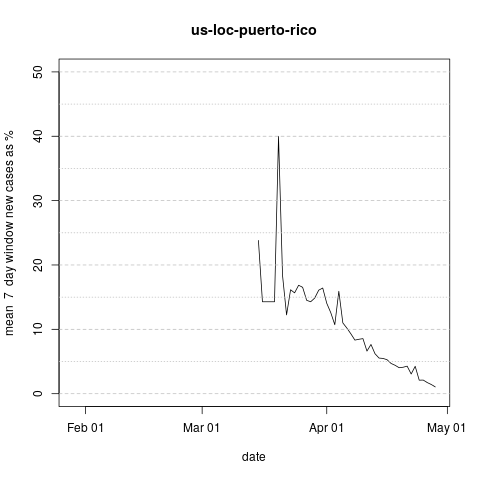 us-loc-puerto-rico
mean  7  day window new cases as %
50
40
30
20
10
0
Feb 01
Mar 01
Apr 01
May 01
date